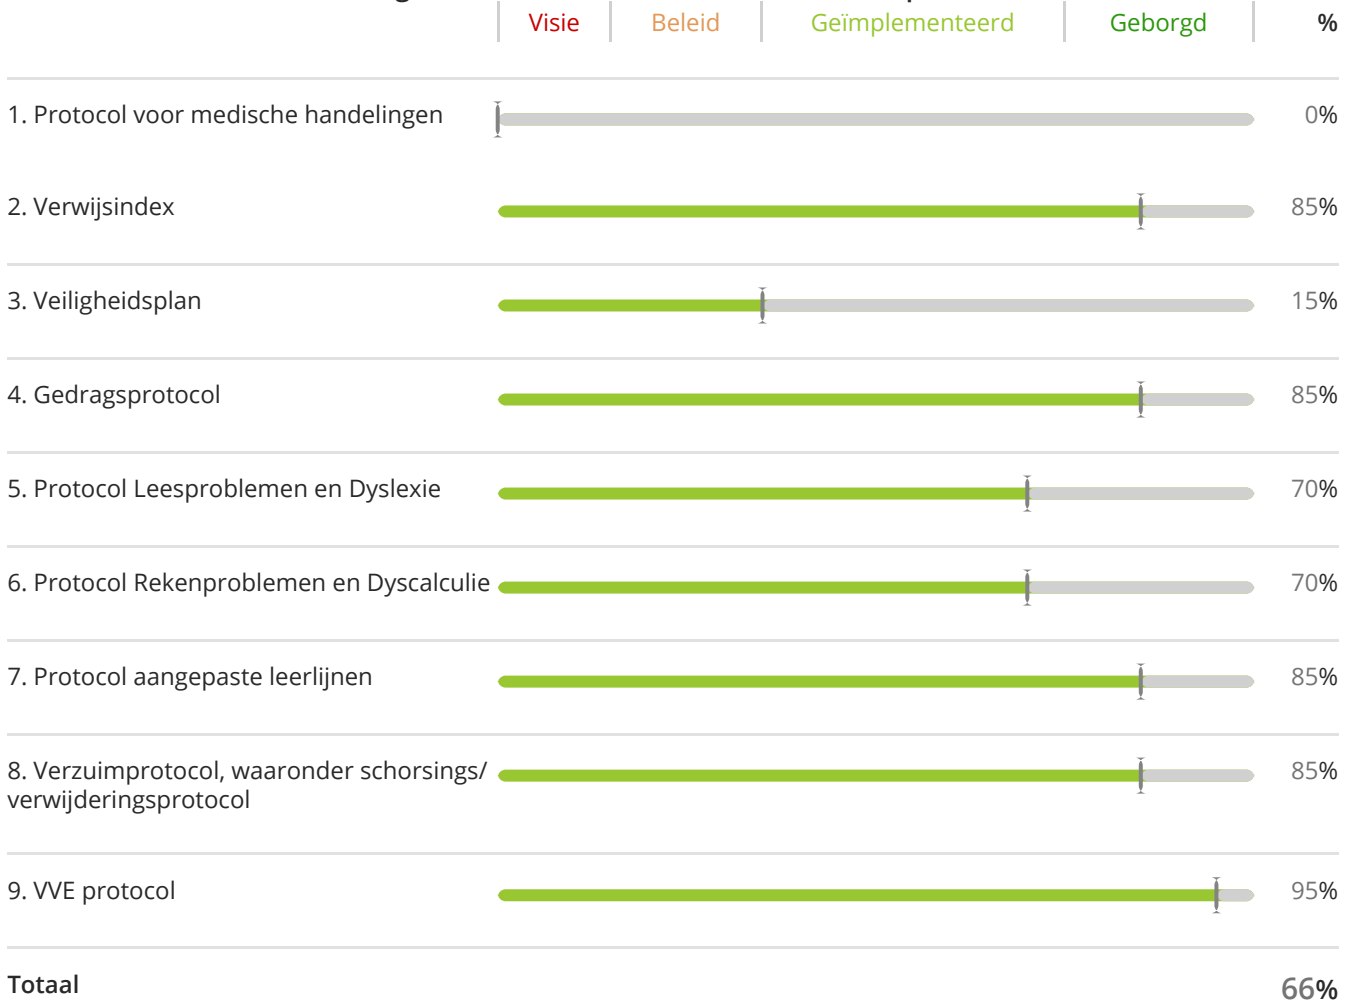 Visie Beleid Geïmplementeerd Geborgd %
1. Protocol voor medische handelingen 0%
2. Verwijsindex 85%
3. Veiligheidsplan 15%
4. Gedragsprotocol 85%
5. Protocol Leesproblemen en Dyslexie 70%
6. Protocol Rekenproblemen en Dyscalculie 70%
7. Protocol aangepaste leerlijnen 85%
8. Verzuimprotocol, waaronder schorsings/ 85%
verwijderingsprotocol
9. VVE protocol 95%
Totaal 66%